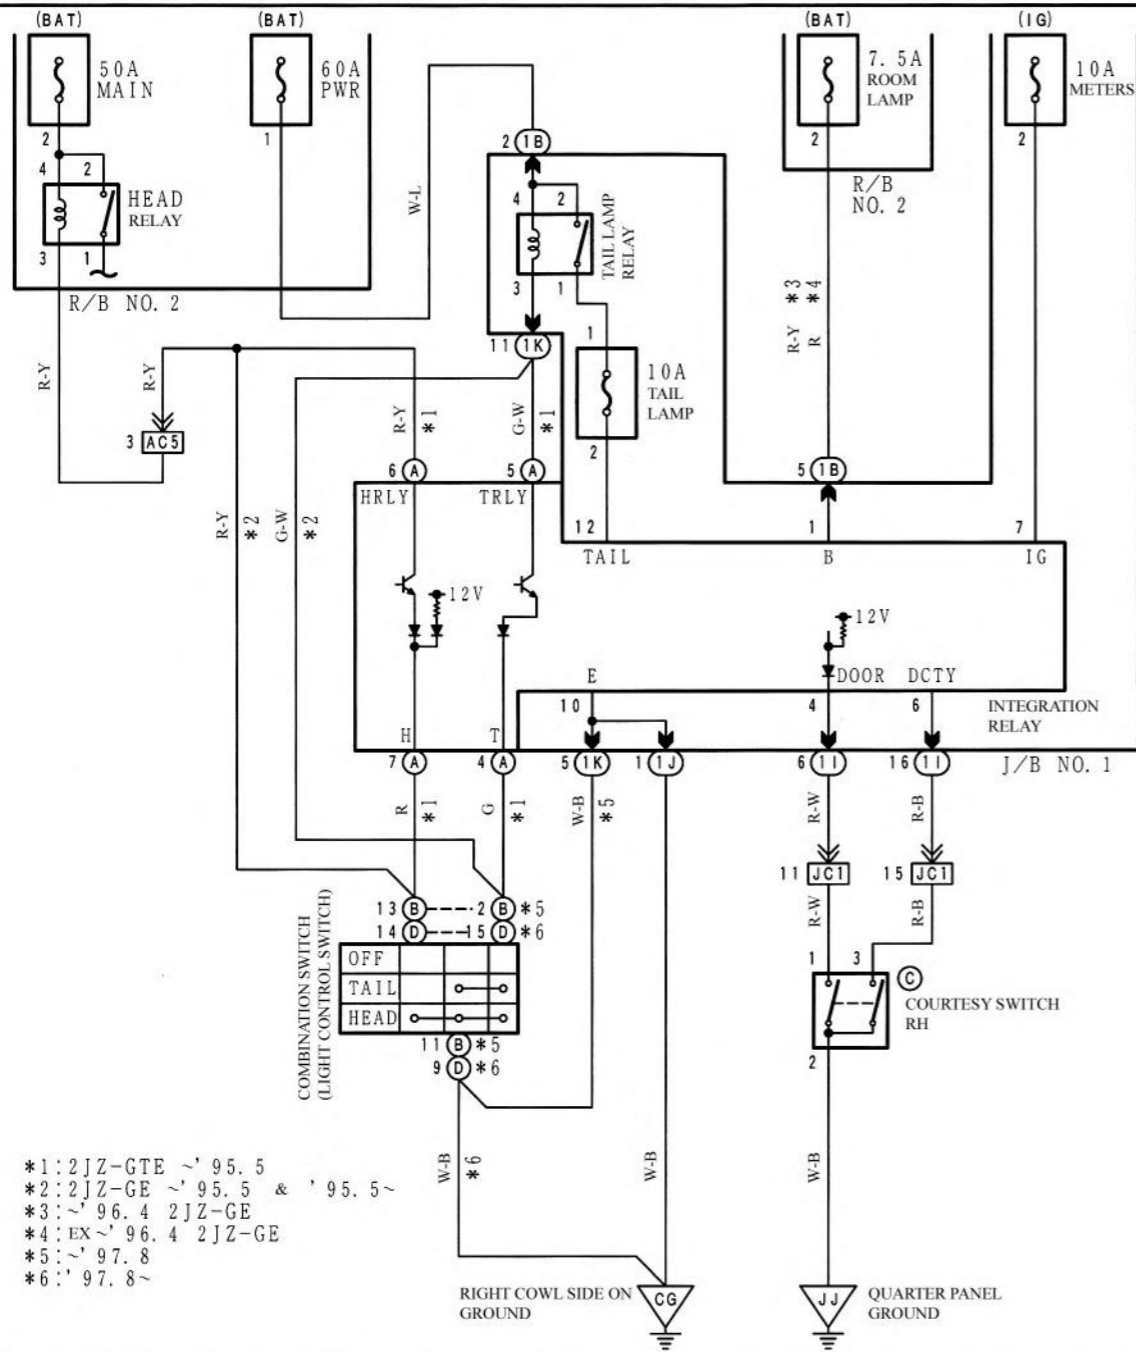 (BAT)
(BAT)
(BAT)
(IG)
50A
MAIN
60A
PWR
7. 5A
ROOM
LAMP
10A
METERS
2
1
2
2
2 1B
4 2
HEAD
RELAY
3 1
R/B NO. 2
W-L
4 2
TAIL LAMP
RELAY
3 1
R/B
NO. 2
11 1K
1
10A
TAIL
LAMP
2
R-Y *3
R *4
R-Y
R-Y
3 AC5
R-Y
*1
G-W
*1
6 A
5 A
5 1B
HRLY
TRLY
12
1
7
TAIL
B
IG
R-Y
*2
G-W
*2
12V
12V
E
DOOR
DCTY
10
4
6
INTEGRATION
RELAY
H
T
7 A
4 A
5 1K
1 1J
6 1I
16 1I
J/B NO. 1
R
*1
G
*1
W-B
*5
R-W
R-B
11 JC1
15 JC1
R-W
R-B
13 B 2 B *5
14 D 15 D *6
COMBINATION SWITCH
(LIGHT CONTROL SWITCH)
OFF
TAIL
HEAD
1
3
C
COURTESY SWITCH
RH
2
11 B *5
9 D *6
W-B
*6
W-B
W-B
*1:2JZ-GTE ~'95.5
*2:2JZ-GE ~'95.5 & '95.5~
*3:~'96.4 2JZ-GE
*4:EX~'96.4 2JZ-GE
*5:~'97.8
*6:'97.8~
RIGHT COWL SIDE ON
GROUND
CG
JJ
QUARTER PANEL
GROUND